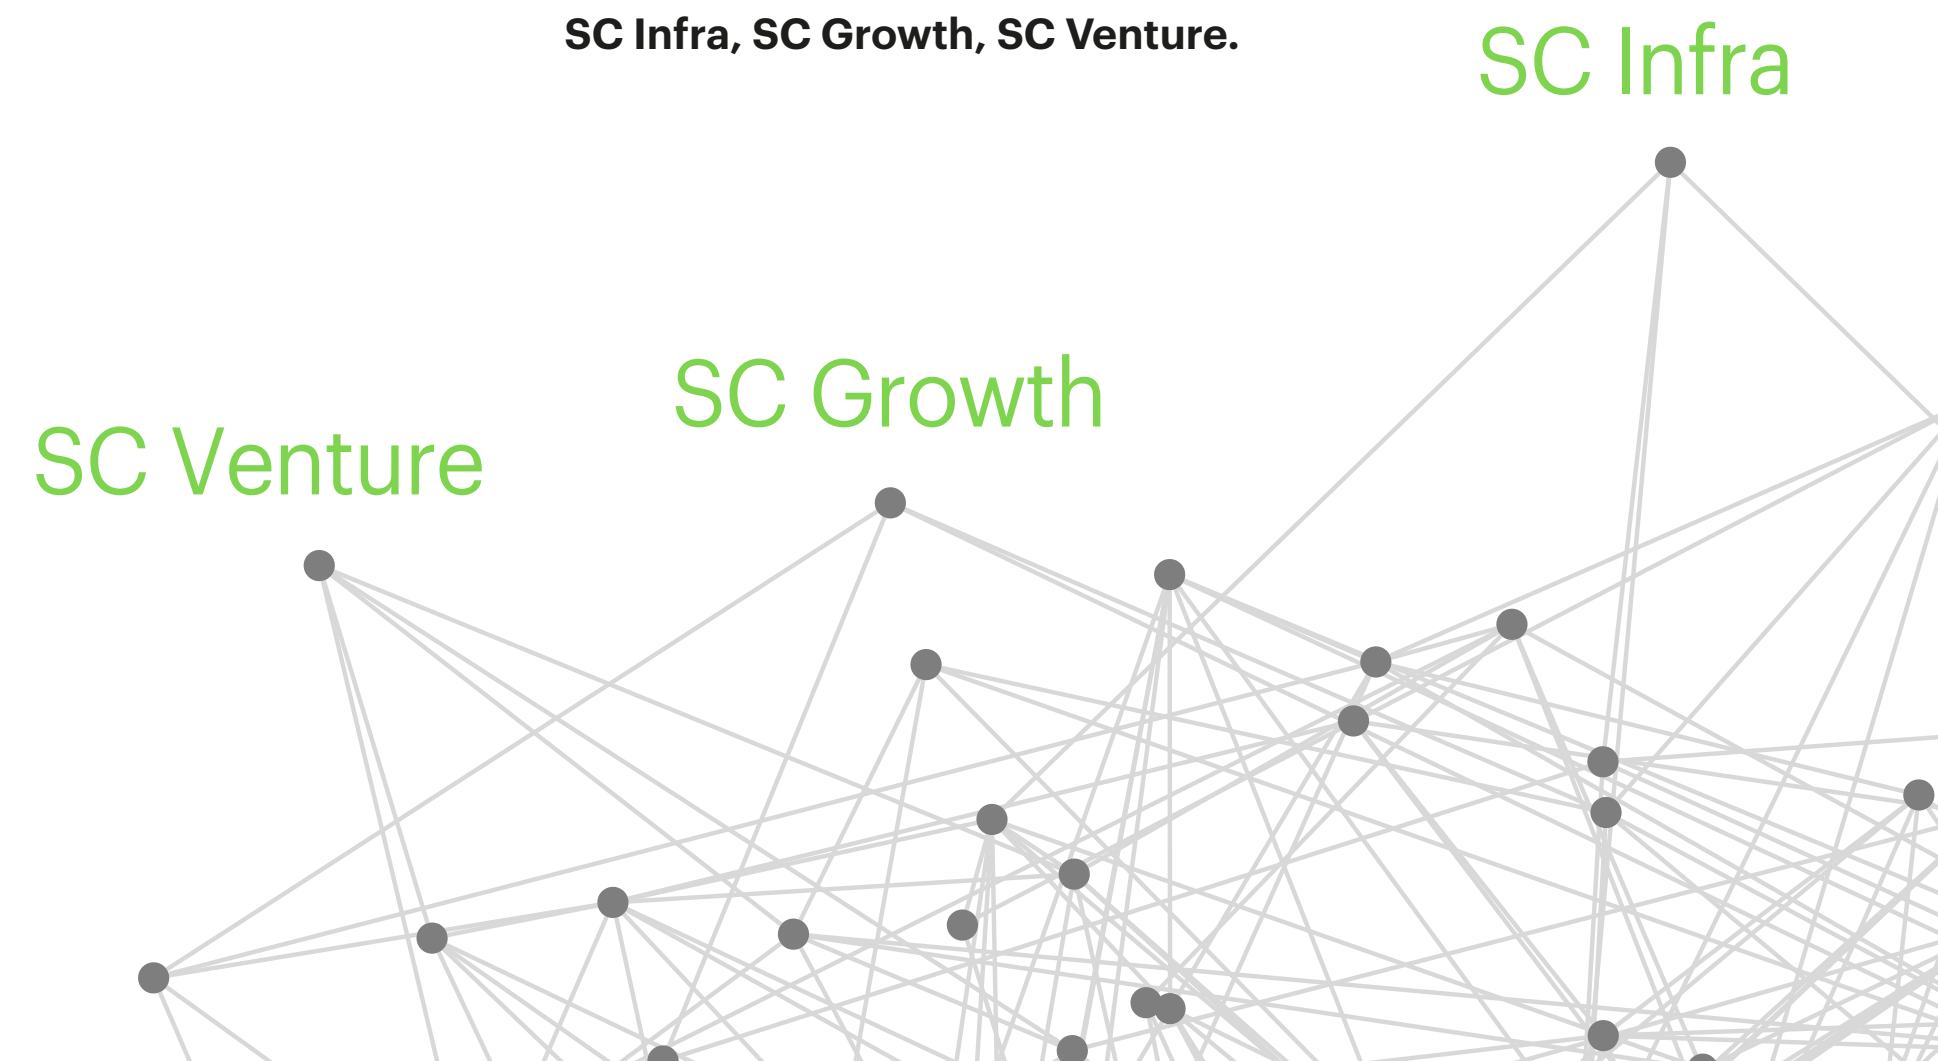 SC Infra, SC Growth, SC Venture.
SC Infra
SC Growth
SC Venture